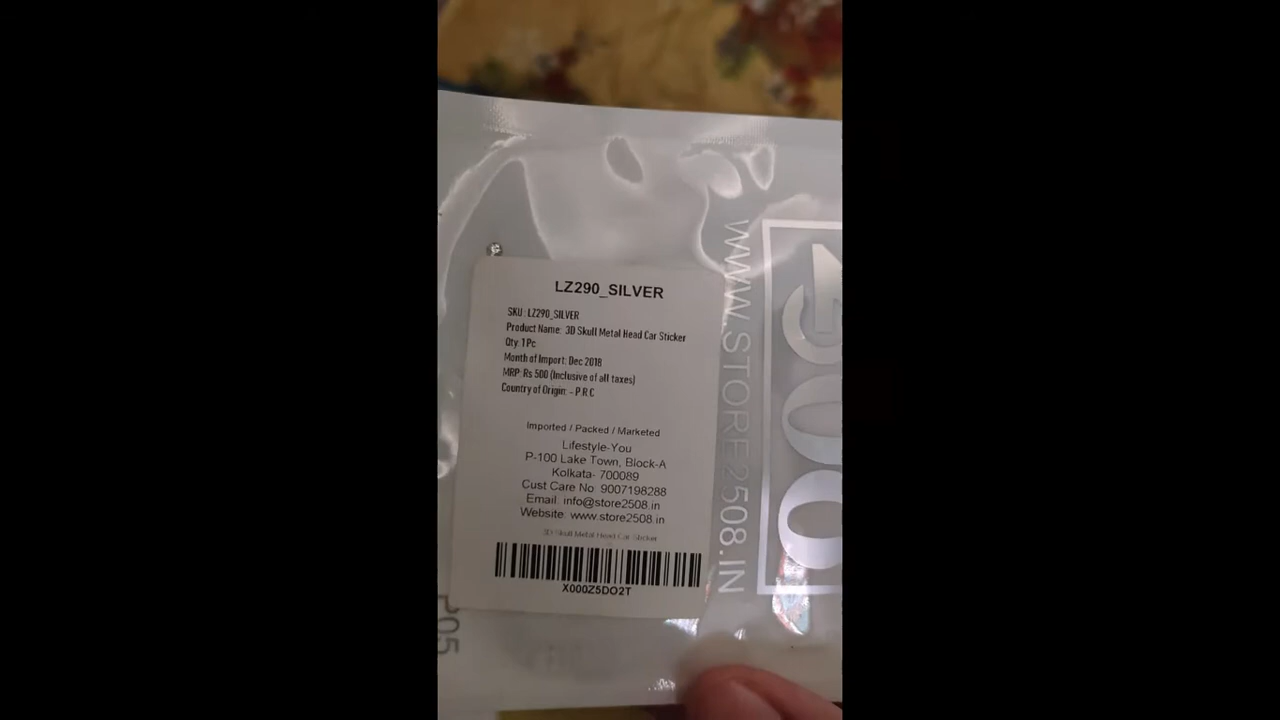 LZ290_SILVER
SKU : LZ290_SILVER
Product Name: 3D Skull Metal Head Car Sticker
Qty: 1 Pc
Month of Import: Dec 2018
MRP: Rs 500 (Inclusive of all taxes)
Country of Origin: - P R C
Imported / Packed / Marketed
Lifestyle-You
P-100 Lake Town, Block-A
Kolkata- 700089
Cust Care No. 9007198288
Email. info@store2508.in
Website. www.store2508.in
3D Skull Metal Head Car Sticker
X000Z5DO2T
WWW.STORE2508.IN